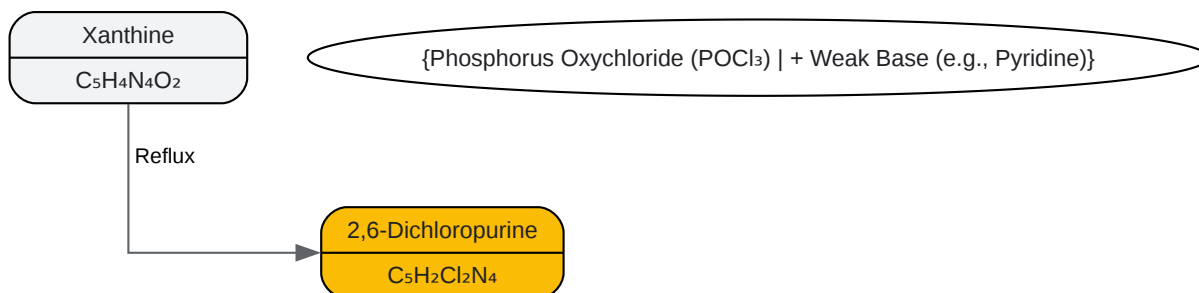 Xanthine
C₅H₄N₄O₂
{Phosphorus Oxychloride (POCl₃) | + Weak Base (e.g., Pyridine)}
Reflux
2,6-Dichloropurine
C₅H₂Cl₂N₄